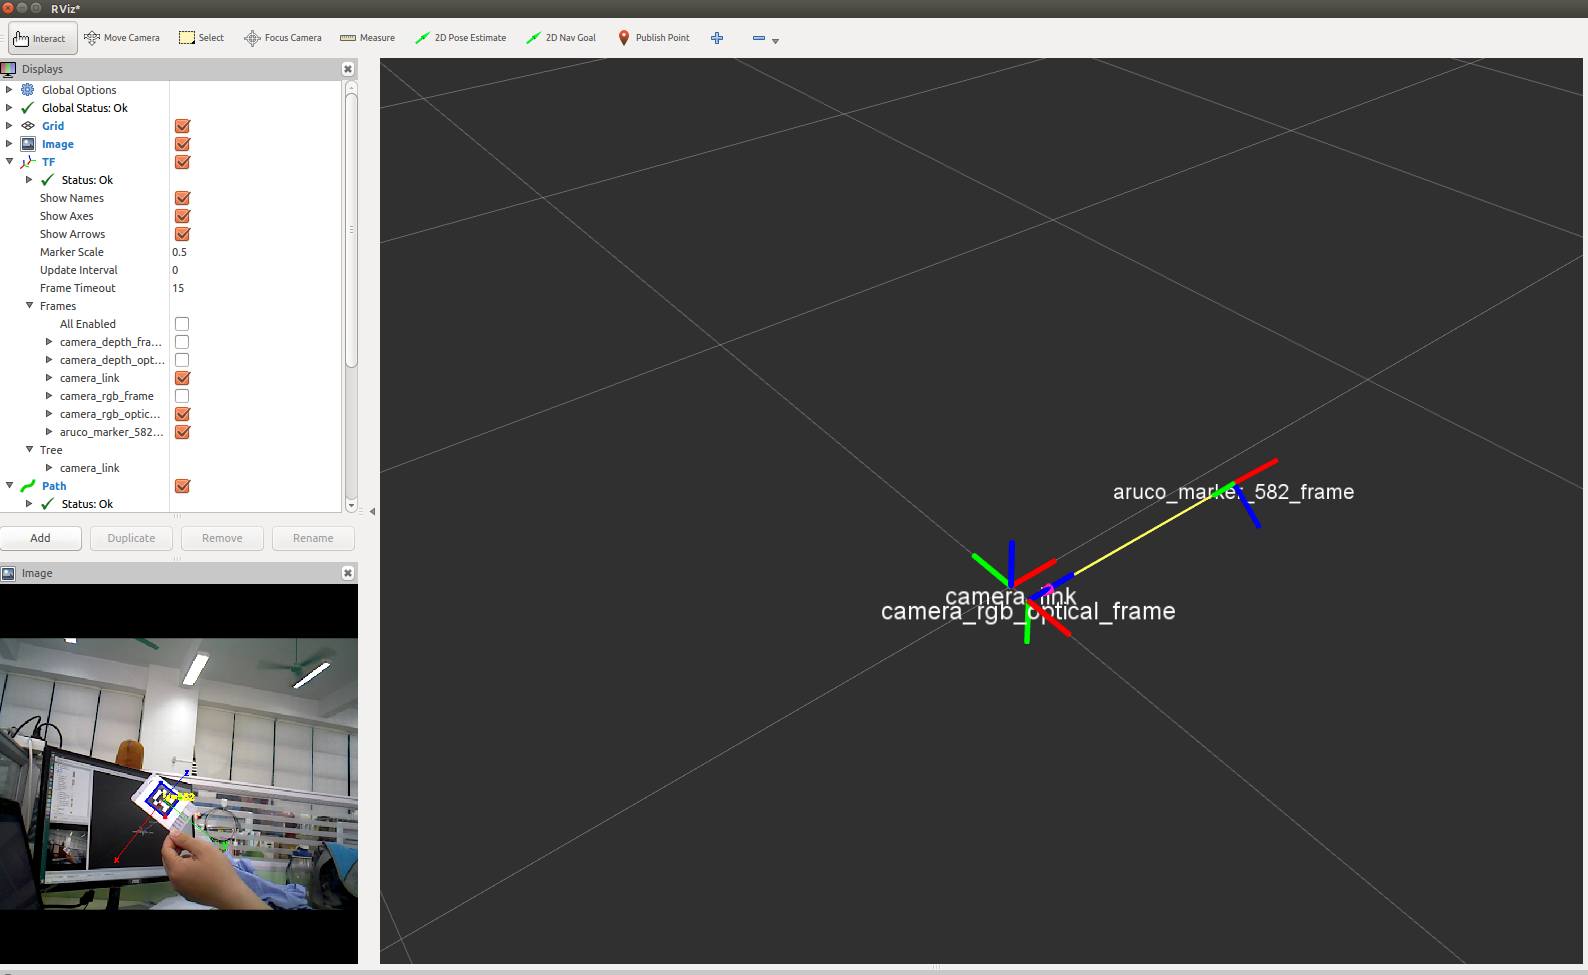 RViz*
Interact
Move Camera
Select
Focus Camera
Measure
2D Pose Estimate
2D Nav Goal
Publish Point
Displays
Global Options
Global Status: Ok
Grid
Image
TF
Status: Ok
Show Names
Show Axes
Show Arrows
Marker Scale 0.5
Update Interval 0
Frame Timeout 15
Frames
All Enabled
camera_depth_fra...
camera_depth_opt...
camera_link
camera_rgb_frame
camera_rgb_optic...
aruco_marker_582...
Tree
camera_link
Path
Status: Ok
Add Duplicate Remove Rename
Image
z
x
aruco_marker_582_frame
camera_link
camera_rgb_optical_frame